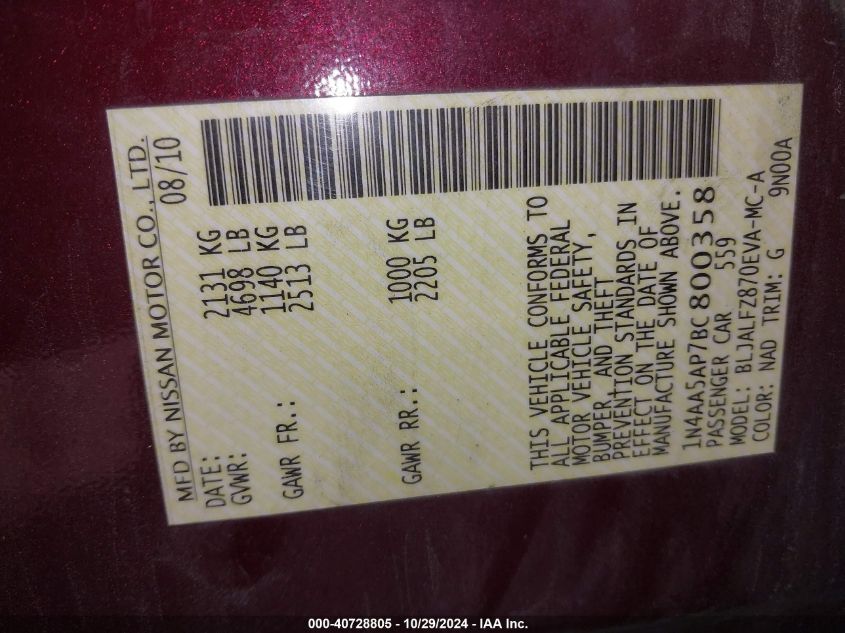 MFD BY NISSAN MOTOR CO., LTD.
DATE: 08/10
GVWR: 2131 KG
4698 LB
GAWR FR.: 1140 KG
2513 LB
GAWR RR.: 1000 KG
2205 LB
THIS VEHICLE CONFORMS TO
ALL APPLICABLE FEDERAL
MOTOR VEHICLE SAFETY,
BUMPER, AND THEFT
PREVENTION STANDARDS IN
EFFECT ON THE DATE OF
MANUFACTURE SHOWN ABOVE.
1N4AA5AP7BC800358
PASSENGER CAR 559
MODEL: BLJALFZ870EVA-MC-A
COLOR: NAD TRIM: G 9N00A
000-40728805 - 10/29/2024 - IAA Inc.